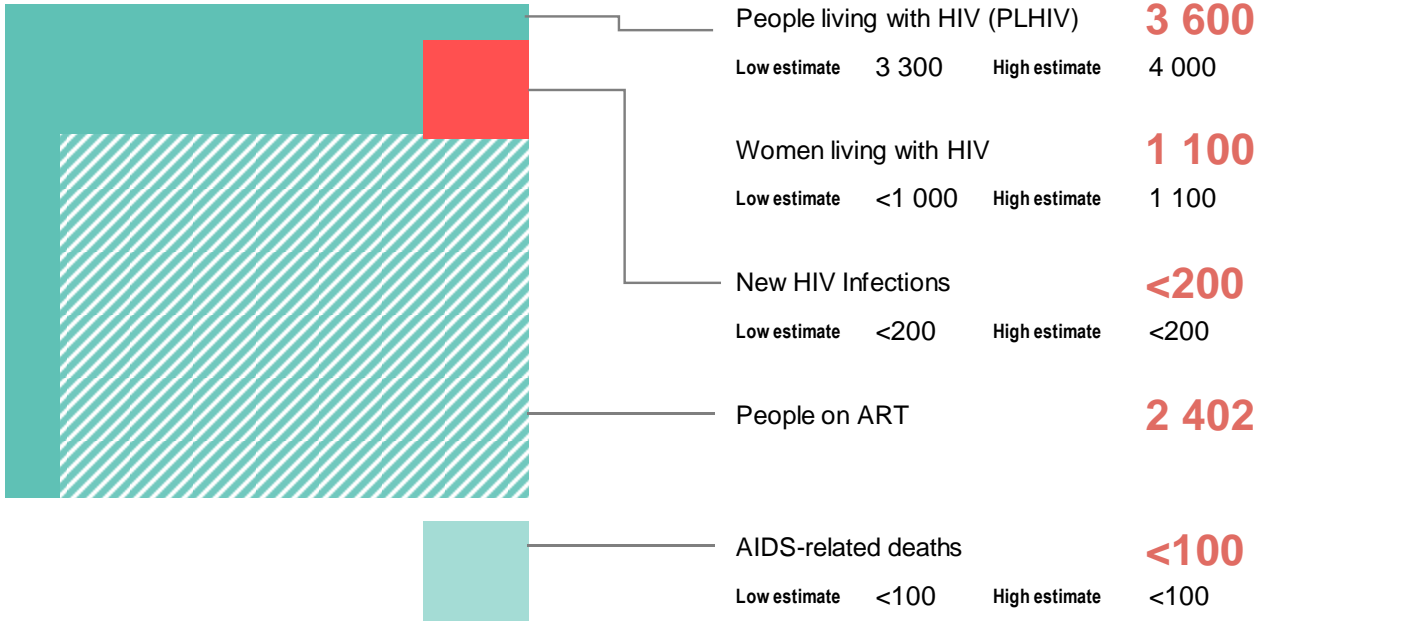 People living with HIV (PLHIV) 3 600
Low estimate 3 300 High estimate 4 000
Women living with HIV 1 100
Low estimate <1 000 High estimate 1 100
New HIV Infections <200
Low estimate <200 High estimate <200
People on ART 2 402
AIDS-related deaths <100
Low estimate <100 High estimate <100